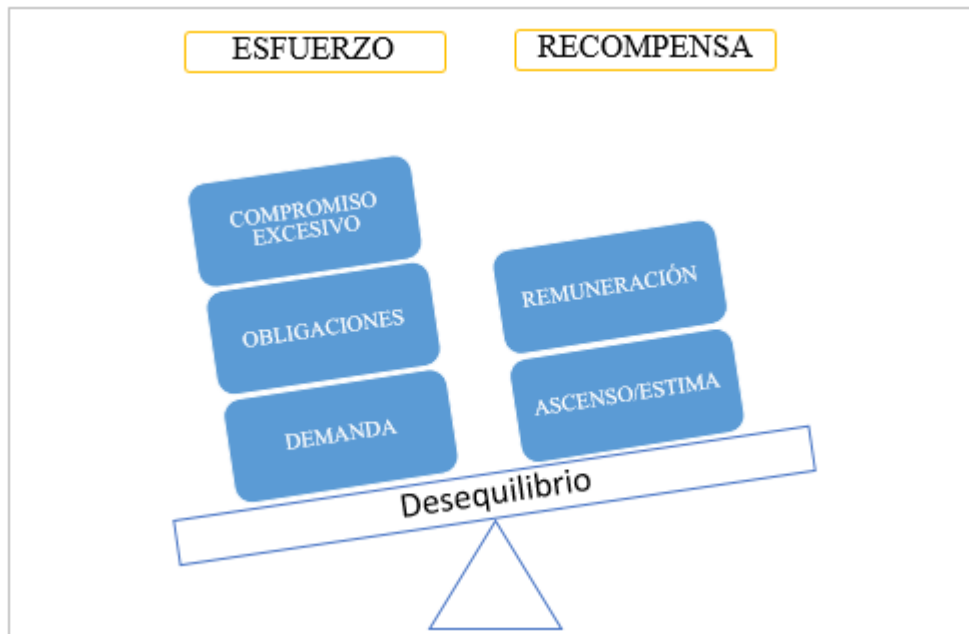 ESFUERZO
RECOMPENSA
COMPROMISO
EXCESIVO
OBLIGACIONES
DEMANDA
REMUNERACIÓN
ASCENSO/ESTIMA
Desequilibrio